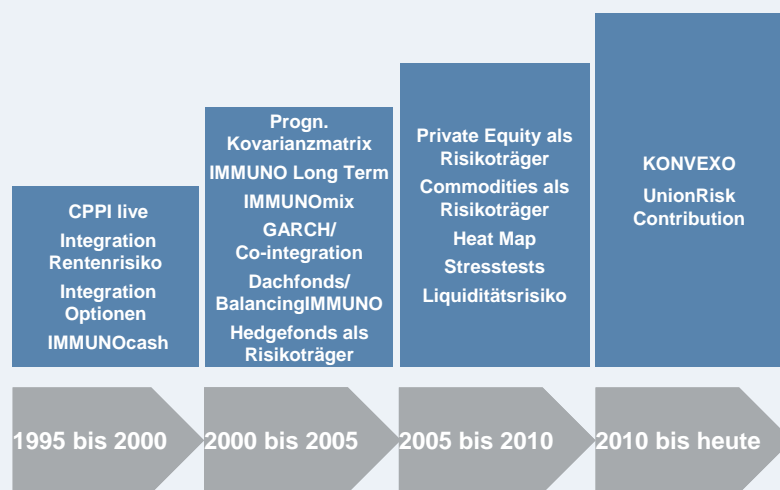 CPPI live
Integration
Rentenrisiko
Integration
Optionen
IMMUNOcash
Progn.
Kovarianzmatrix
IMMUNO Long Term
IMMUNOmix
GARCH/
Co-integration
Dachfonds/
BalancingIMMUNO
Hedgefonds als
Risikoträger
Private Equity als
Risikoträger
Commodities als
Risikoträger
Heat Map
Stresstests
Liquiditätsrisiko
KONVEXO
UnionRisk
Contribution
1995 bis 2000
2000 bis 2005
2005 bis 2010
2010 bis heute